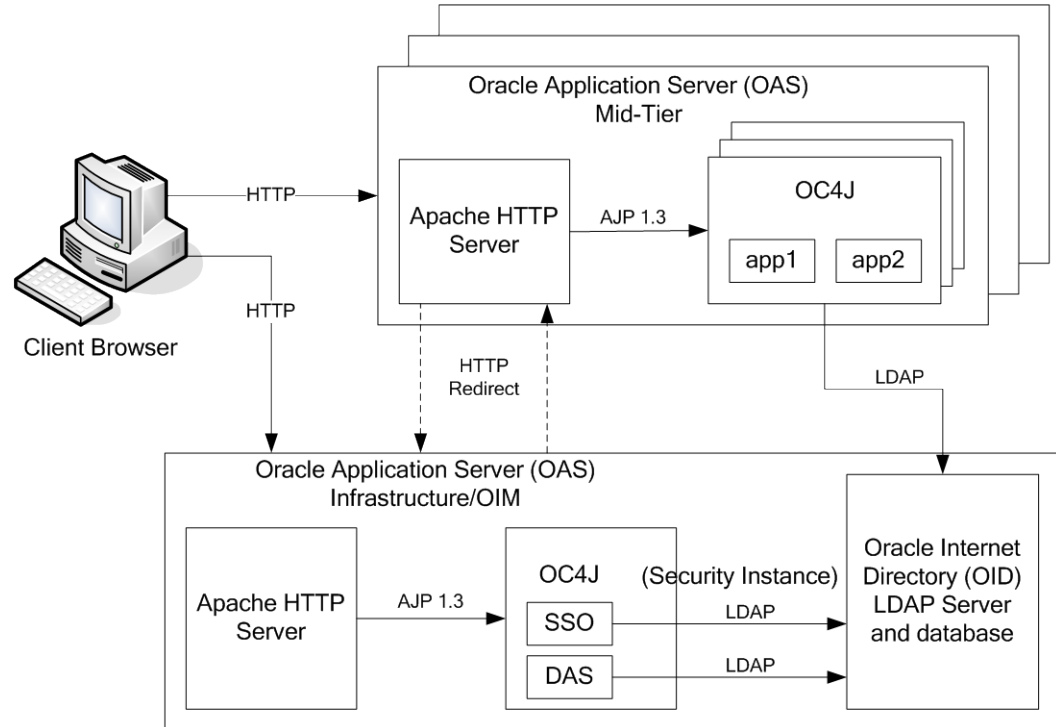 Oracle Application Server (OAS)
Mid-Tier
OC4J
HTTP
Apache HTTP
Server
AJP 1.3
app1
app2
HTTP
Client Browser
HTTP
Redirect
LDAP
Oracle Application Server (OAS)
Infrastructure/OIM
Apache HTTP
Server
AJP 1.3
OC4J
(Security Instance)
SSO
LDAP
DAS
LDAP
Oracle Internet
Directory (OID)
LDAP Server
and database